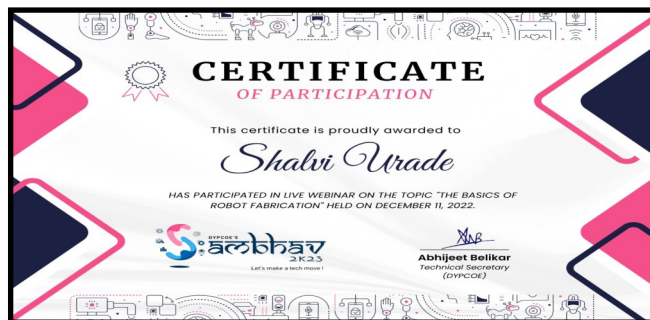 CERTIFICATE
OF PARTICIPATION
This certificate is proudly awarded to
Shalvi Urade
HAS PARTICIPATED IN LIVE WEBINAR ON THE TOPIC "THE BASICS OF
ROBOT FABRICATION" HELD ON DECEMBER 11, 2022.
DYPCOE'S
Sambhav
2K23
Let's make a tech move !
Abhijeet Belikar
Technical Secretary
(DYPCOE)